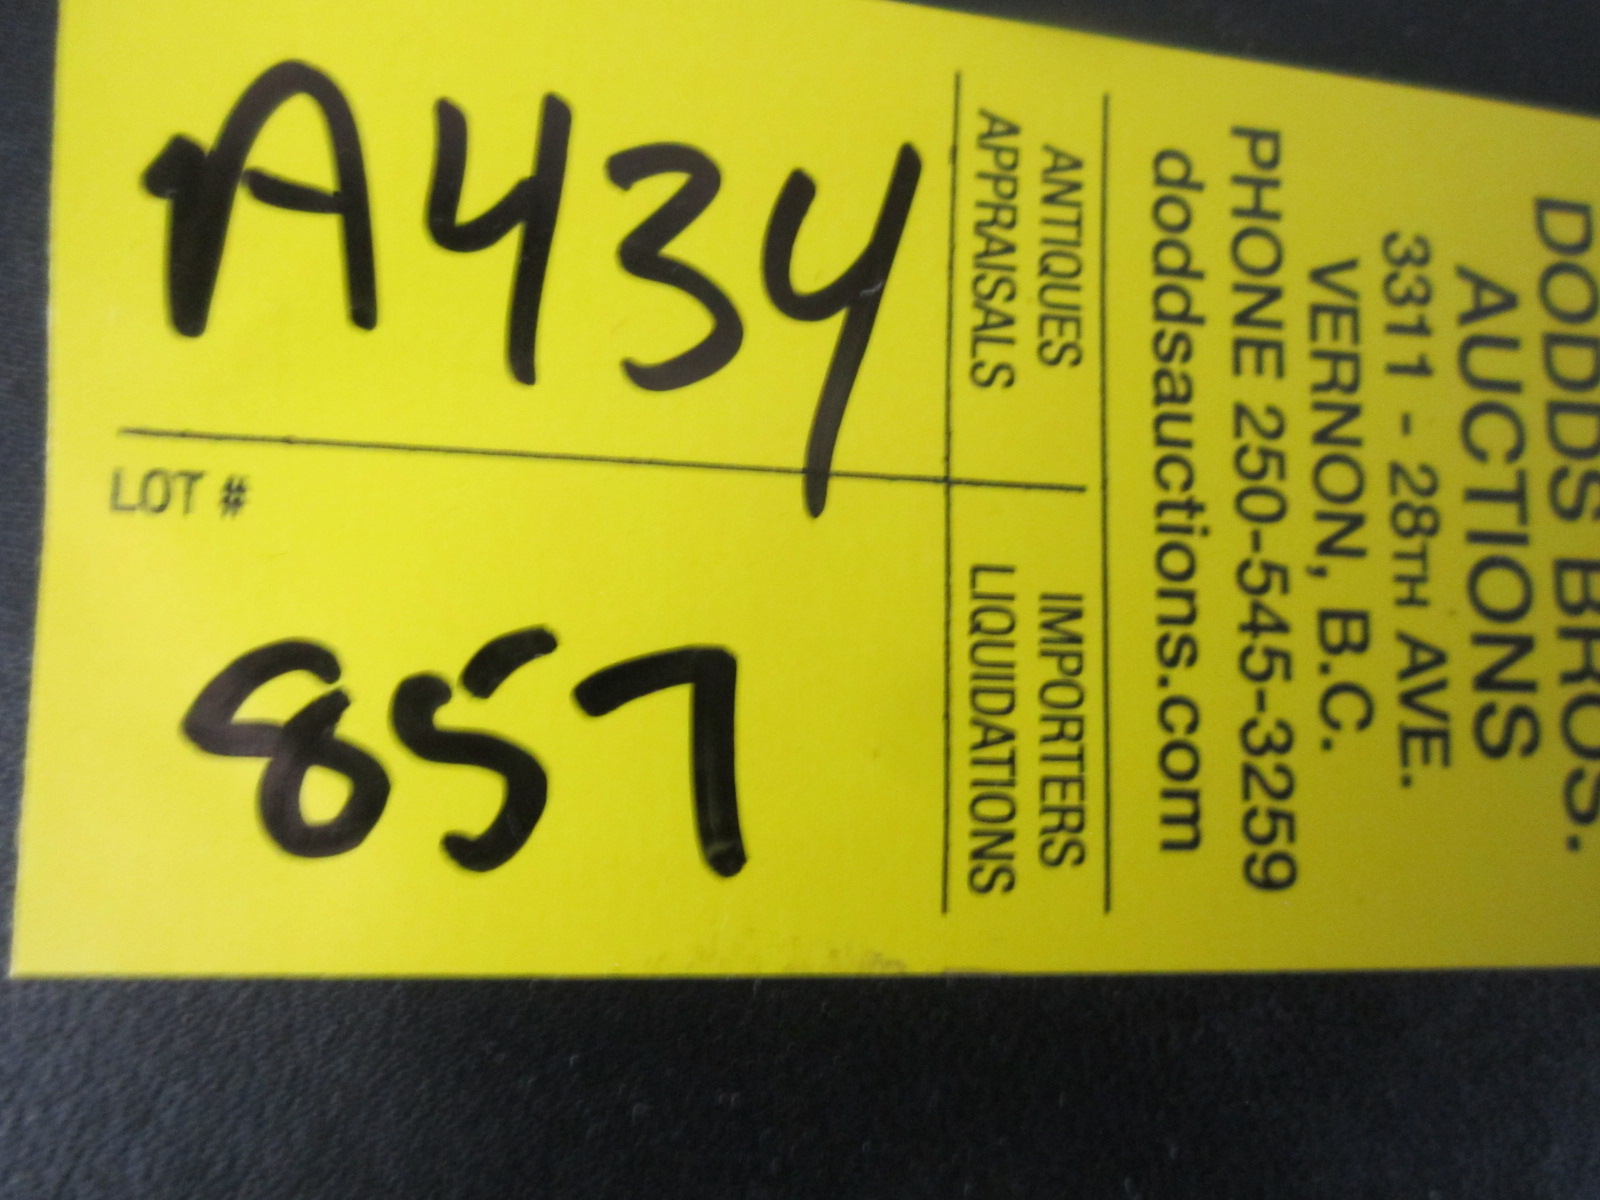 DODDS BROS.
AUCTIONS
3311 - 28TH AVE.
VERNON, B.C.
PHONE 250-545-3259
doddsauctions.com
ANTIQUES
APPRAISALS
IMPORTERS
LIQUIDATIONS
A434
LOT #
857